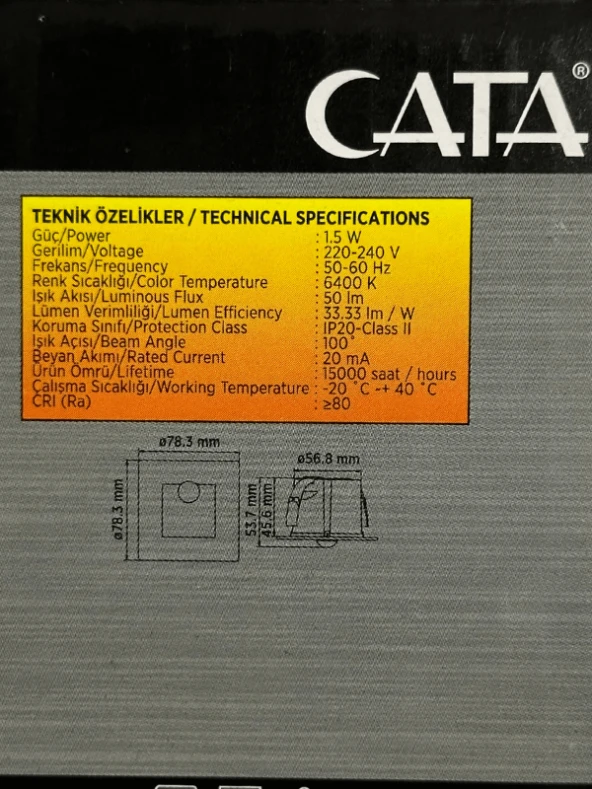 CATA®
TEKNİK ÖZELİKLER / TECHNICAL SPECIFICATIONS
Güç/Power : 1.5 W
Gerilim/Voltage : 220-240 V
Frekans/Frequency : 50-60 Hz
Renk Sıcaklığı/Color Temperature : 6400 K
Işık Akısı/Luminous Flux : 50 lm
Lümen Verimliliği/Lumen Efficiency : 33.33 lm / W
Koruma Sınıfı/Protection Class : IP20-Class II
Işık Açısı/Beam Angle : 100˚
Beyan Akımı/Rated Current : 20 mA
Ürün Ömrü/Lifetime : 15000 saat / hours
Çalışma Sıcaklığı/Working Temperature : -20 ˚C -+ 40 ˚C
CRI (Ra) : ≥80
ø78.3 mm
ø78.3 mm
ø56.8 mm
53.7 mm
45.6 mm